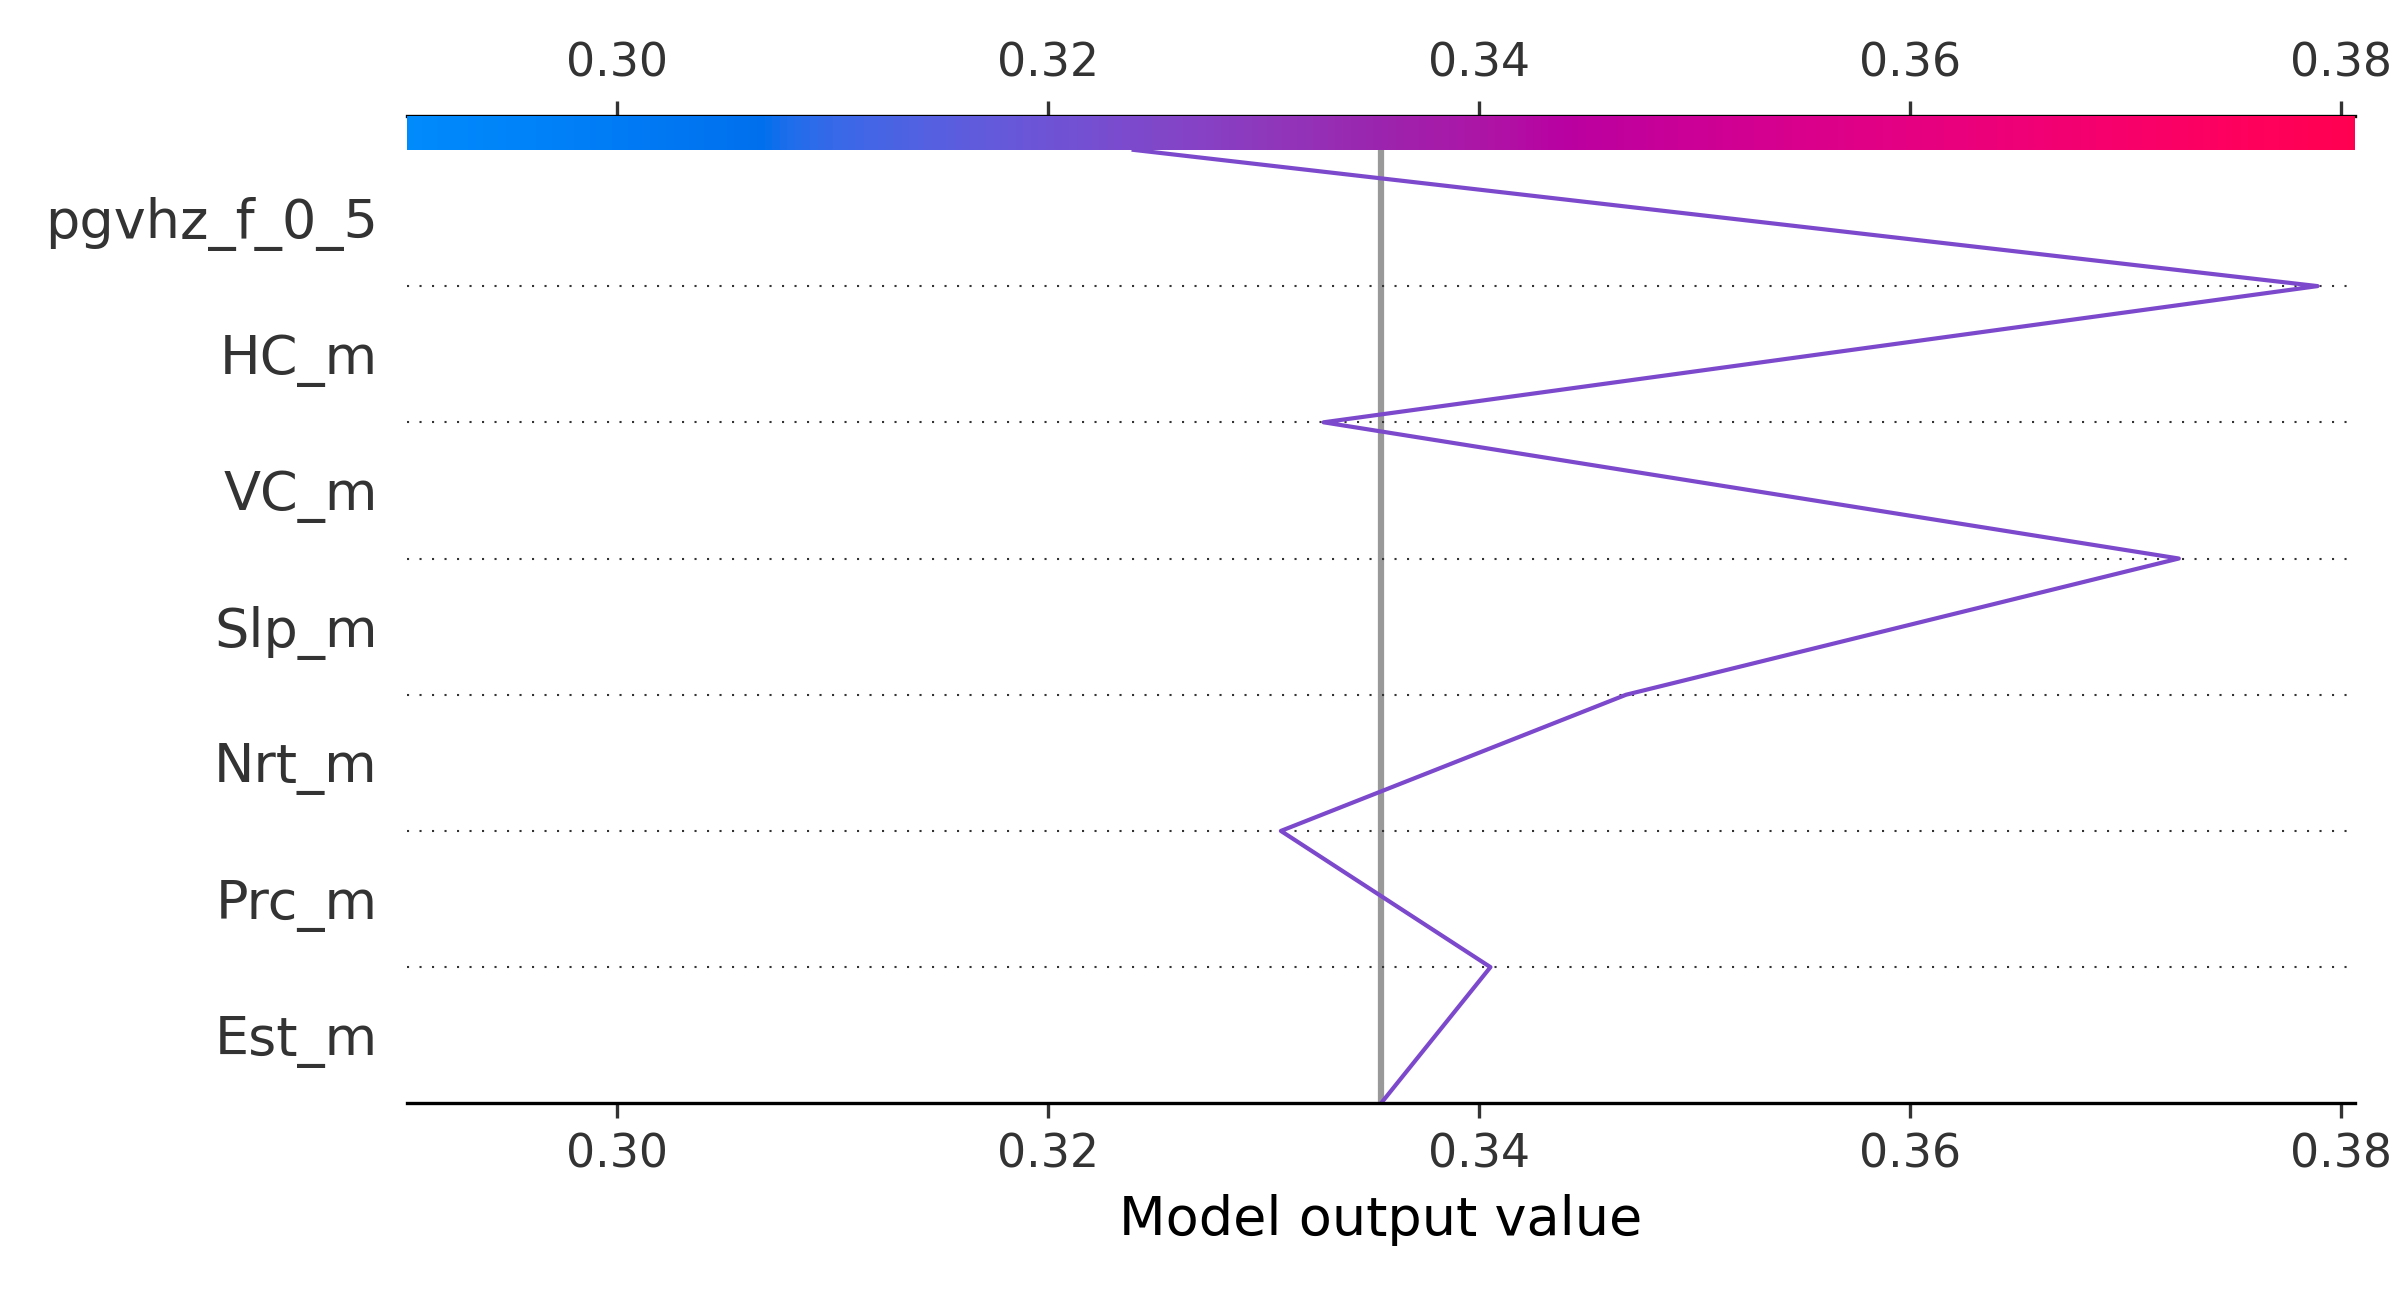 0.30 0.32 0.34 0.36 0.38
pgvhz_f_0_5
HC_m
VC_m
Slp_m
Nrt_m
Prc_m
Est_m
0.30 0.32 0.34 0.36 0.38
Model output value